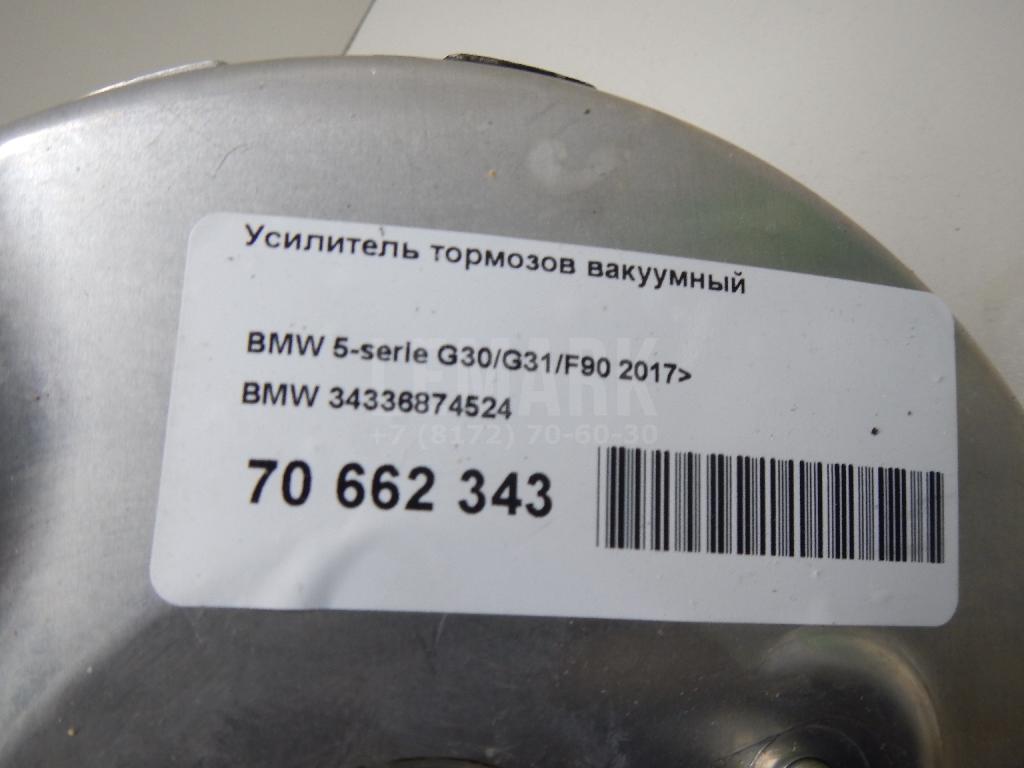 Усилитель тормозов вакуумный
BMW 5-serie G30/G31/F90 2017>
LEMARK
BMW 34336874524
+7 (8172) 70-60-30
70 662 343